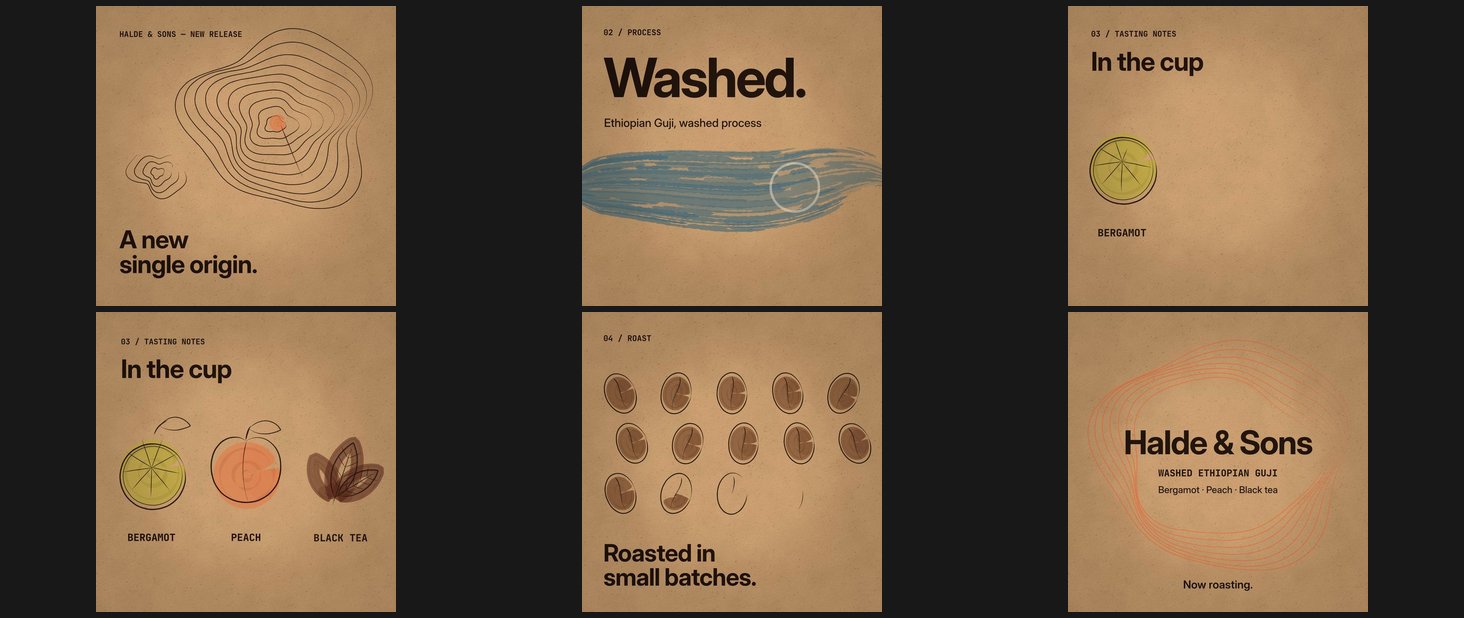 HALDE & SONS — NEW RELEASE
A new
single origin.
02 / PROCESS
Washed.
Ethiopian Guji, washed process
03 / TASTING NOTES
In the cup
BERGAMOT
03 / TASTING NOTES
In the cup
BERGAMOT PEACH BLACK TEA
04 / ROAST
Roasted in
small batches.
Halde & Sons
WASHED ETHIOPIAN GUJI
Bergamot · Peach · Black tea
Now roasting.